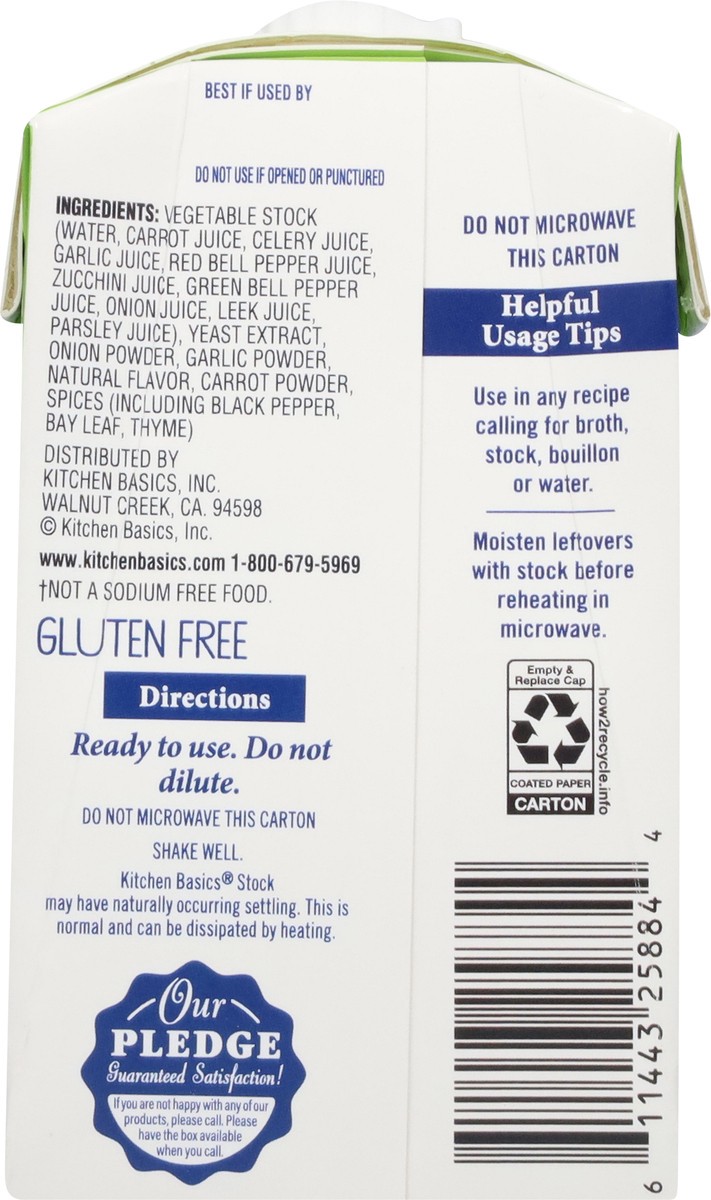 BEST IF USED BY
DO NOT USE IF OPENED OR PUNCTURED
INGREDIENTS: VEGETABLE STOCK
(WATER, CARROT JUICE, CELERY JUICE,
GARLIC JUICE, RED BELL PEPPER JUICE,
ZUCCHINI JUICE, GREEN BELL PEPPER
JUICE, ONION JUICE, LEEK JUICE,
PARSLEY JUICE), YEAST EXTRACT,
ONION POWDER, GARLIC POWDER,
NATURAL FLAVOR, CARROT POWDER,
SPICES (INCLUDING BLACK PEPPER,
BAY LEAF, THYME)
DISTRIBUTED BY
KITCHEN BASICS, INC.
WALNUT CREEK, CA. 94598
© Kitchen Basics, Inc.
www.kitchenbasics.com 1-800-679-5969
†NOT A SODIUM FREE FOOD.
GLUTEN FREE
Directions
Ready to use. Do not
dilute.
DO NOT MICROWAVE THIS CARTON
SHAKE WELL.
Kitchen Basics® Stock
may have naturally occurring settling. This is
normal and can be dissipated by heating.
Our
PLEDGE
Guaranteed Satisfaction!
If you are not happy with any of our
products, please call. Please
have the box available
when you call.
DO NOT MICROWAVE
THIS CARTON
Helpful
Usage Tips
Use in any recipe
calling for broth,
stock, bouillon
or water.
Moisten leftovers
with stock before
reheating in
microwave.
Empty &
Replace Cap
COATED PAPER
CARTON
how2recycle.info
6 11443 25884 4